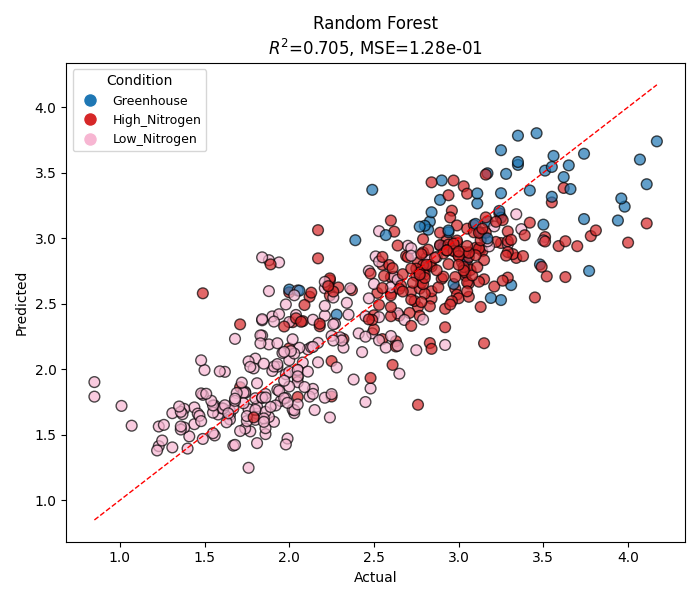 Random Forest
$R^2$=0.705, MSE=1.28e-01
Condition
Greenhouse
High_Nitrogen
Low_Nitrogen
4.0
3.5
3.0
2.5
2.0
1.5
1.0
Predicted
1.0 1.5 2.0 2.5 3.0 3.5 4.0
Actual